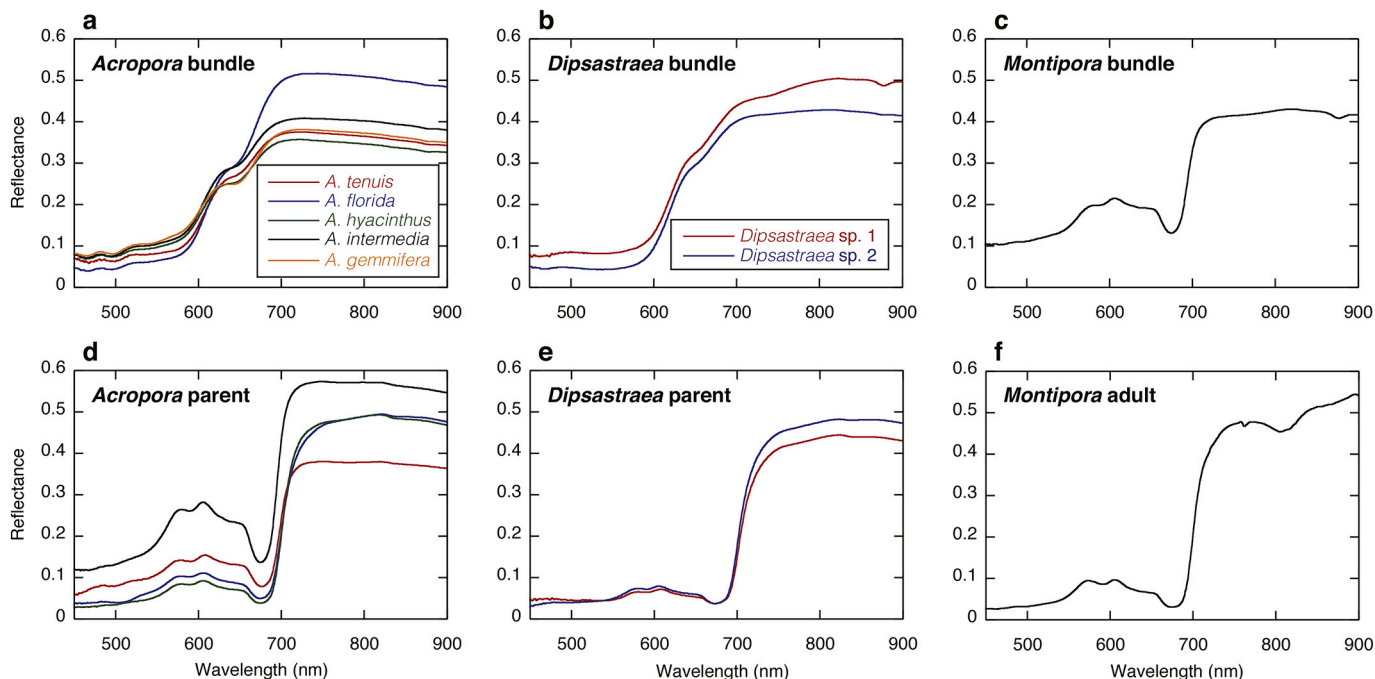 a
Acropora bundle
0.6
0.5
0.4
0.3
0.2
0.1
0
Reflectance
A. tenuis
A. florida
A. hyacinthus
A. intermedia
A. gemmifera
500 600 700 800 900
b
Dipsastraea bundle
0.6
0.5
0.4
0.3
0.2
0.1
0
Dipsastraea sp. 1
Dipsastraea sp. 2
500 600 700 800 900
c
Montipora bundle
0.6
0.5
0.4
0.3
0.2
0.1
0
500 600 700 800 900
d
Acropora parent
0.6
0.5
0.4
0.3
0.2
0.1
0
Reflectance
500 600 700 800 900
Wavelength (nm)
e
Dipsastraea parent
0.6
0.5
0.4
0.3
0.2
0.1
0
500 600 700 800 900
Wavelength (nm)
f
Montipora adult
0.6
0.5
0.4
0.3
0.2
0.1
0
500 600 700 800 900
Wavelength (nm)